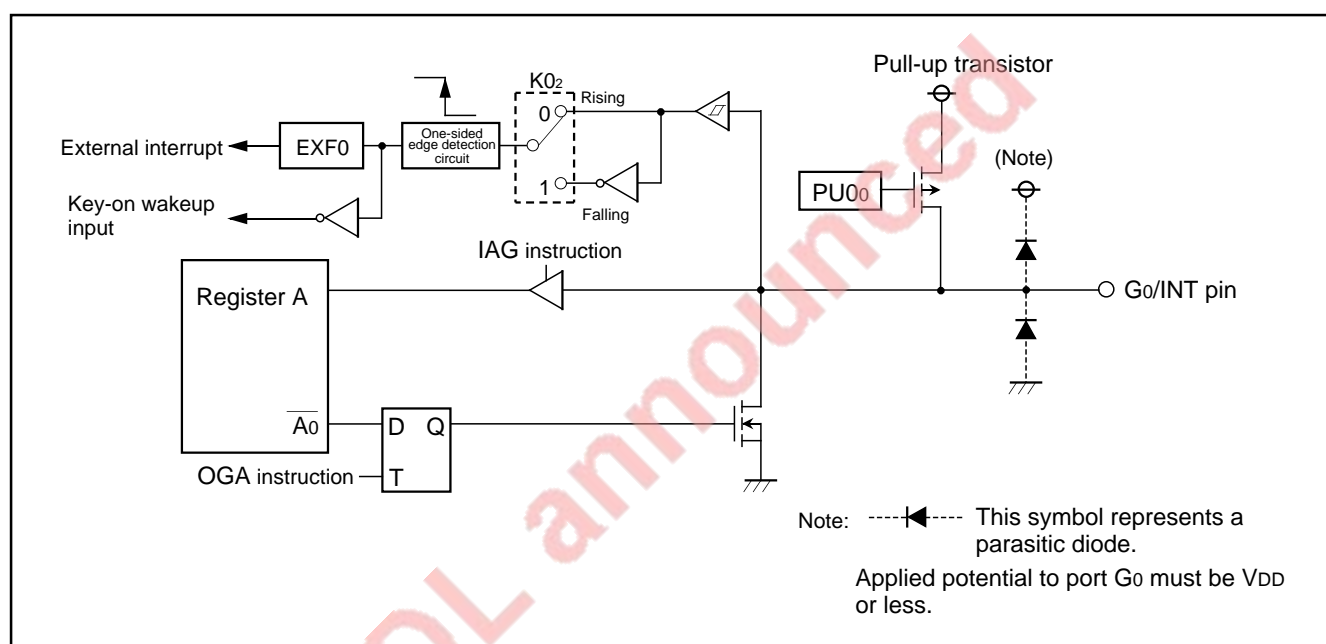 Pull-up transistor
K02
Rising
0
External interrupt
EXF0
One-sided
edge detection
circuit
(Note)
PU00
1
Key-on wakeup
input
Falling
IAG instruction
Register A
G0/INT pin
A0
D Q
OGA instruction
T
Note:
This symbol represents a
parasitic diode.
Applied potential to port G0 must be VDD
or less.
DL announced